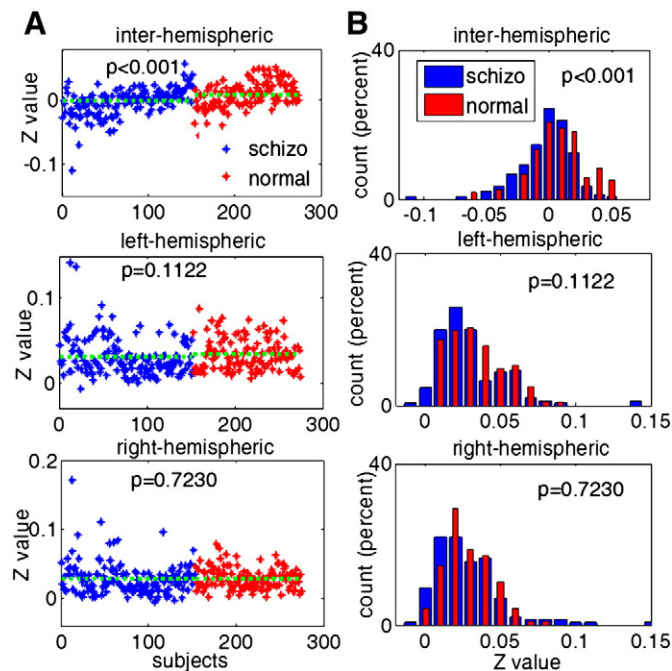 A
inter-hemispheric
p<0.001
Z value
0
-0.1
schizo
normal
0 100 200 300
left-hemispheric
p=0.1122
Z value
0.1
0
0 100 200 300
right-hemispheric
p=0.7230
Z value
0.2
0.1
0
0 100 200 300
subjects
B
inter-hemispheric
40
schizo
normal
p<0.001
count (percent)
0
-0.1 -0.05 0 0.05
left-hemispheric
40
p=0.1122
count (percent)
0
0 0.05 0.1 0.15
right-hemispheric
40
p=0.7230
count (percent)
0
0 0.05 0.1 0.15
Z value